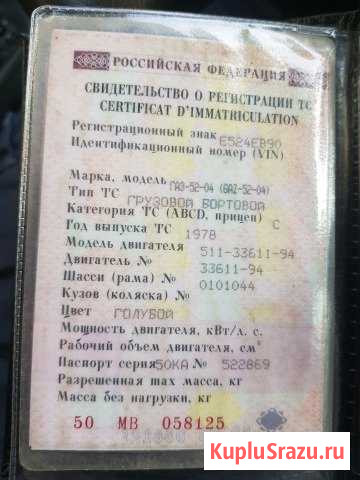 РОССИЙСКАЯ ФЕДЕРАЦИЯ
СВИДЕТЕЛЬСТВО О РЕГИСТРАЦИИ ТС
CERTIFICAT D'IMMATRICULATION
Регистрационный знак Е524ЕВ90
Идентификационный номер (VIN)
Марка, модель ГАЗ-52-04 (GAZ-52-04)
Тип ТС ГРУЗОВОЙ БОРТОВОЙ
Категория ТС (ABCD, прицеп) C
Год выпуска ТС 1978
Модель двигателя 511-33611-94
Двигатель № 33611-94
Шасси (рама) № 0101044
Кузов (коляска) №
Цвет ГОЛУБОЙ
Мощность двигателя, кВт/л. с.
Рабочий объем двигателя, см³
Паспорт серия 50КА № 522869
Разрешенная max масса, кг
Масса без нагрузки, кг
50 МВ 058125
KupluSrazu.ru